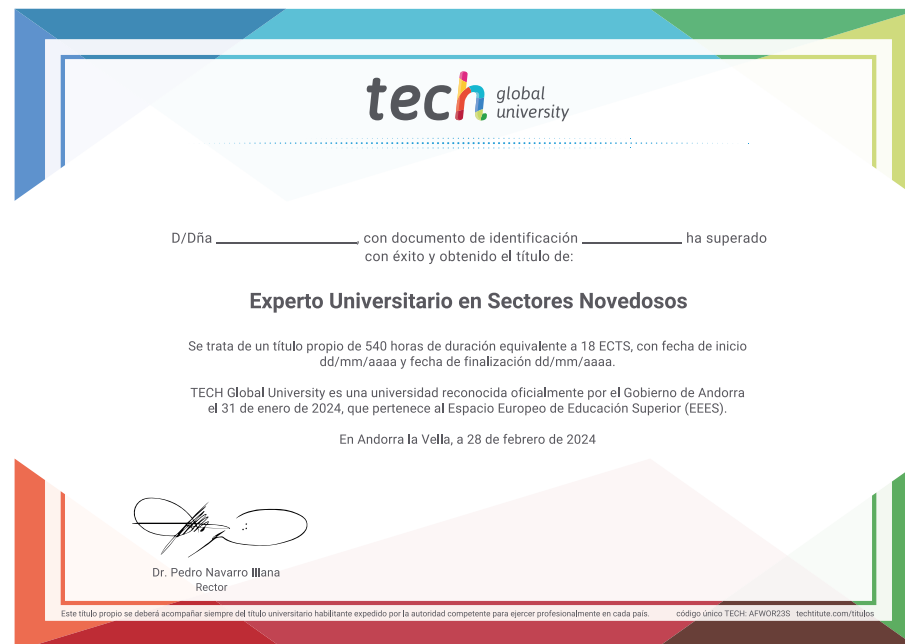 tech global university
D/Dña , con documento de identificación ha superado
con éxito y obtenido el título de:
Experto Universitario en Sectores Novedosos
Se trata de un título propio de 540 horas de duración equivalente a 18 ECTS, con fecha de inicio
dd/mm/aaaa y fecha de finalización dd/mm/aaaa.
TECH Global University es una universidad reconocida oficialmente por el Gobierno de Andorra
el 31 de enero de 2024, que pertenece al Espacio Europeo de Educación Superior (EEES).
En Andorra la Vella, a 28 de febrero de 2024
Dr. Pedro Navarro Illana
Rector
Este título propio se deberá acompañar siempre del título universitario habilitante expedido por la autoridad competente para ejercer profesionalmente en cada país. código único TECH: AFWOR23S techtitute.com/titulos